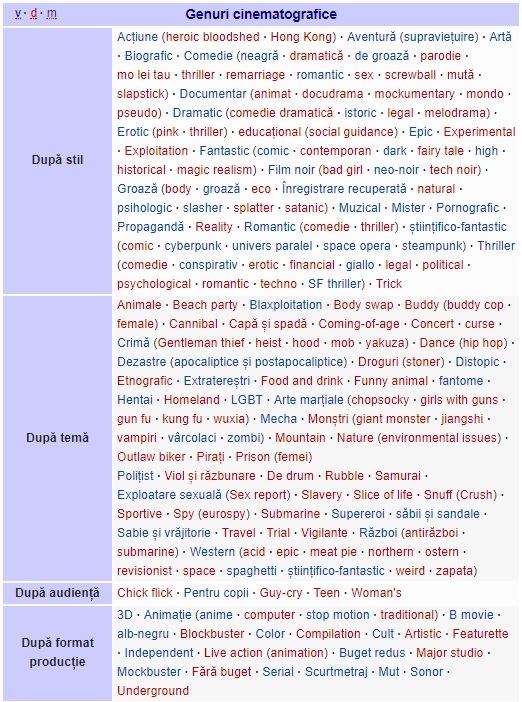 v · d · m
Genuri cinematografice
După stil
Acțiune (heroic bloodshed · Hong Kong) · Aventură (supraviețuire) · Artă
· Biografic · Comedie (neagră · dramatică · de groază · parodie ·
mo lei tau · thriller · remarriage · romantic · sex · screwball · mută ·
slapstick) · Documentar (animat · docudrama · mockumentary · mondo ·
pseudo) · Dramatic (comedie dramatică · istoric · legal · melodrama) ·
Erotic (pink · thriller) · educațional (social guidance) · Epic · Experimental
· Exploitation · Fantastic (comic · contemporan · dark · fairy tale · high ·
historical · magic realism) · Film noir (bad girl · neo-noir · tech noir) ·
Groază (body · groază · eco · Înregistrare recuperată · natural ·
psihologic · slasher · splatter · satanic) · Muzical · Mister · Pornografic ·
Propagandă · Reality · Romantic (comedie · thriller) · științifico-fantastic
(comic · cyberpunk · univers paralel · space opera · steampunk) · Thriller
(comedie · conspirativ · erotic · financial · giallo · legal · political ·
psychological · romantic · techno · SF thriller) · Trick
După temă
Animale · Beach party · Blaxploitation · Body swap · Buddy (buddy cop ·
female) · Cannibal · Capă și spadă · Coming-of-age · Concert · curse ·
Crimă (Gentleman thief · heist · hood · mob · yakuza) · Dance (hip hop) ·
Dezastre (apocaliptice și postapocaliptice) · Droguri (stoner) · Distopic ·
Etnografic · Extratereștri · Food and drink · Funny animal · fantome ·
Hentai · Homeland · LGBT · Arte marțiale (chopsocky · girls with guns ·
gun fu · kung fu · wuxia) · Mecha · Monștri (giant monster · jiangshi ·
vampiri · vârcolaci · zombi) · Mountain · Nature (environmental issues) ·
Outlaw biker · Pirați · Prison (femei)
Polițist · Viol și răzbunare · De drum · Rubble · Samurai ·
Exploatare sexuală (Sex report) · Slavery · Slice of life · Snuff (Crush) ·
Sportive · Spy (eurospy) · Submarine · Supereroi · săbii și sandale ·
Sabie și vrăjitorie · Travel · Trial · Vigilante · Război (antirăzboi ·
submarine) · Western (acid · epic · meat pie · northern · ostern ·
revisionist · space · spaghetti · științifico-fantastic · weird · zapata)
După audiență
Chick flick · Pentru copii · Guy-cry · Teen · Woman's
După format
producție
3D · Animație (anime · computer · stop motion · traditional) · B movie ·
alb-negru · Blockbuster · Color · Compilation · Cult · Artistic · Featurette
· Independent · Live action (animation) · Buget redus · Major studio ·
Mockbuster · Fără buget · Serial · Scurtmetraj · Mut · Sonor ·
Underground